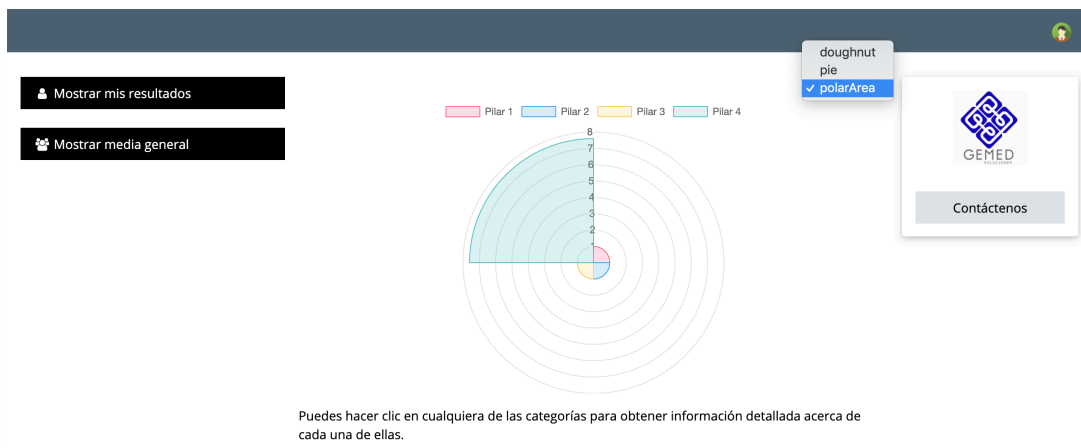 doughnut
pie
✓ polarArea
Mostrar mis resultados
Mostrar media general
Pilar 1 Pilar 2 Pilar 3 Pilar 4
8
7
6
5
4
3
2
1
GEMED
SOLUCIONES
Contáctenos
Puedes hacer clic en cualquiera de las categorías para obtener información detallada acerca de
cada una de ellas.